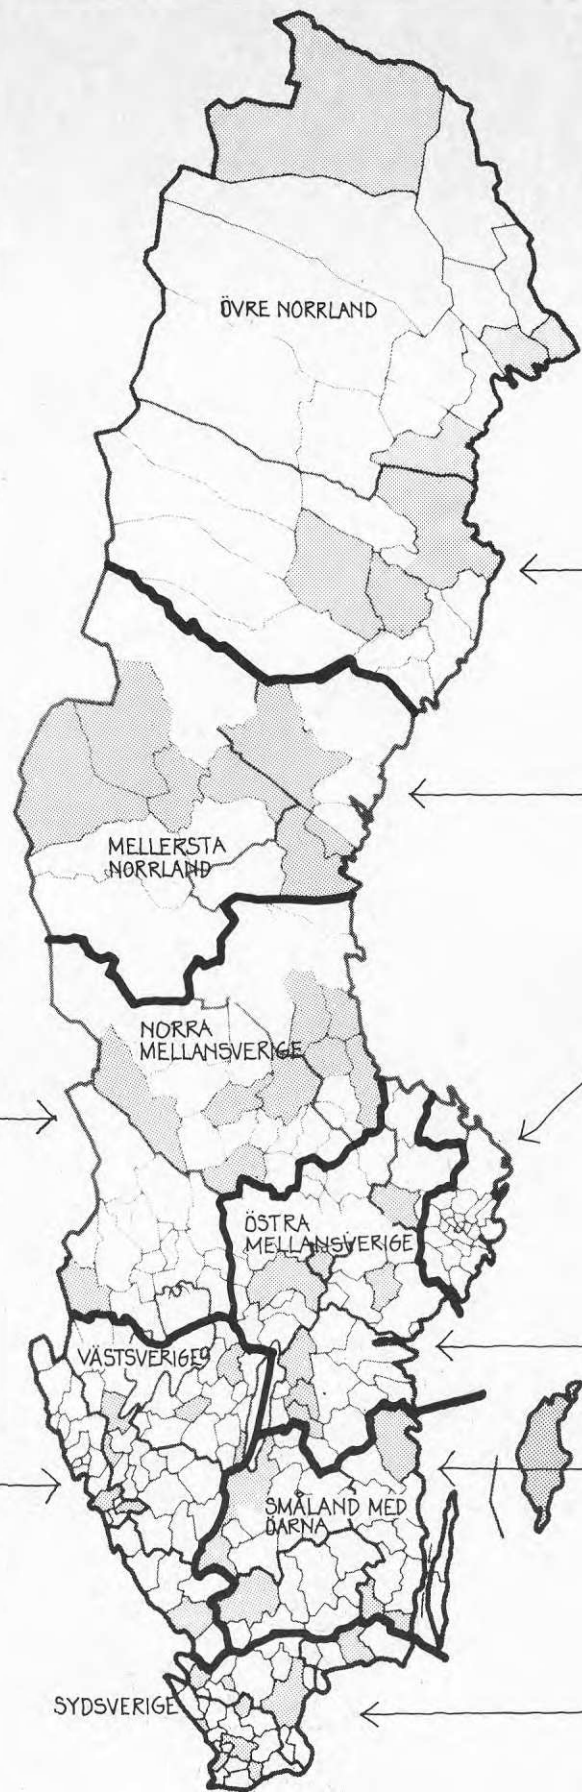 ÖVRE NORRLAND
MELLERSTA
NORRLAND
NORRA
MELLANSVERIGE
ÖSTRA
MELLANSVERIGE
VÄSTSVERIGE
SMÅLAND MED
ÖARNA
SYDSVERIGE